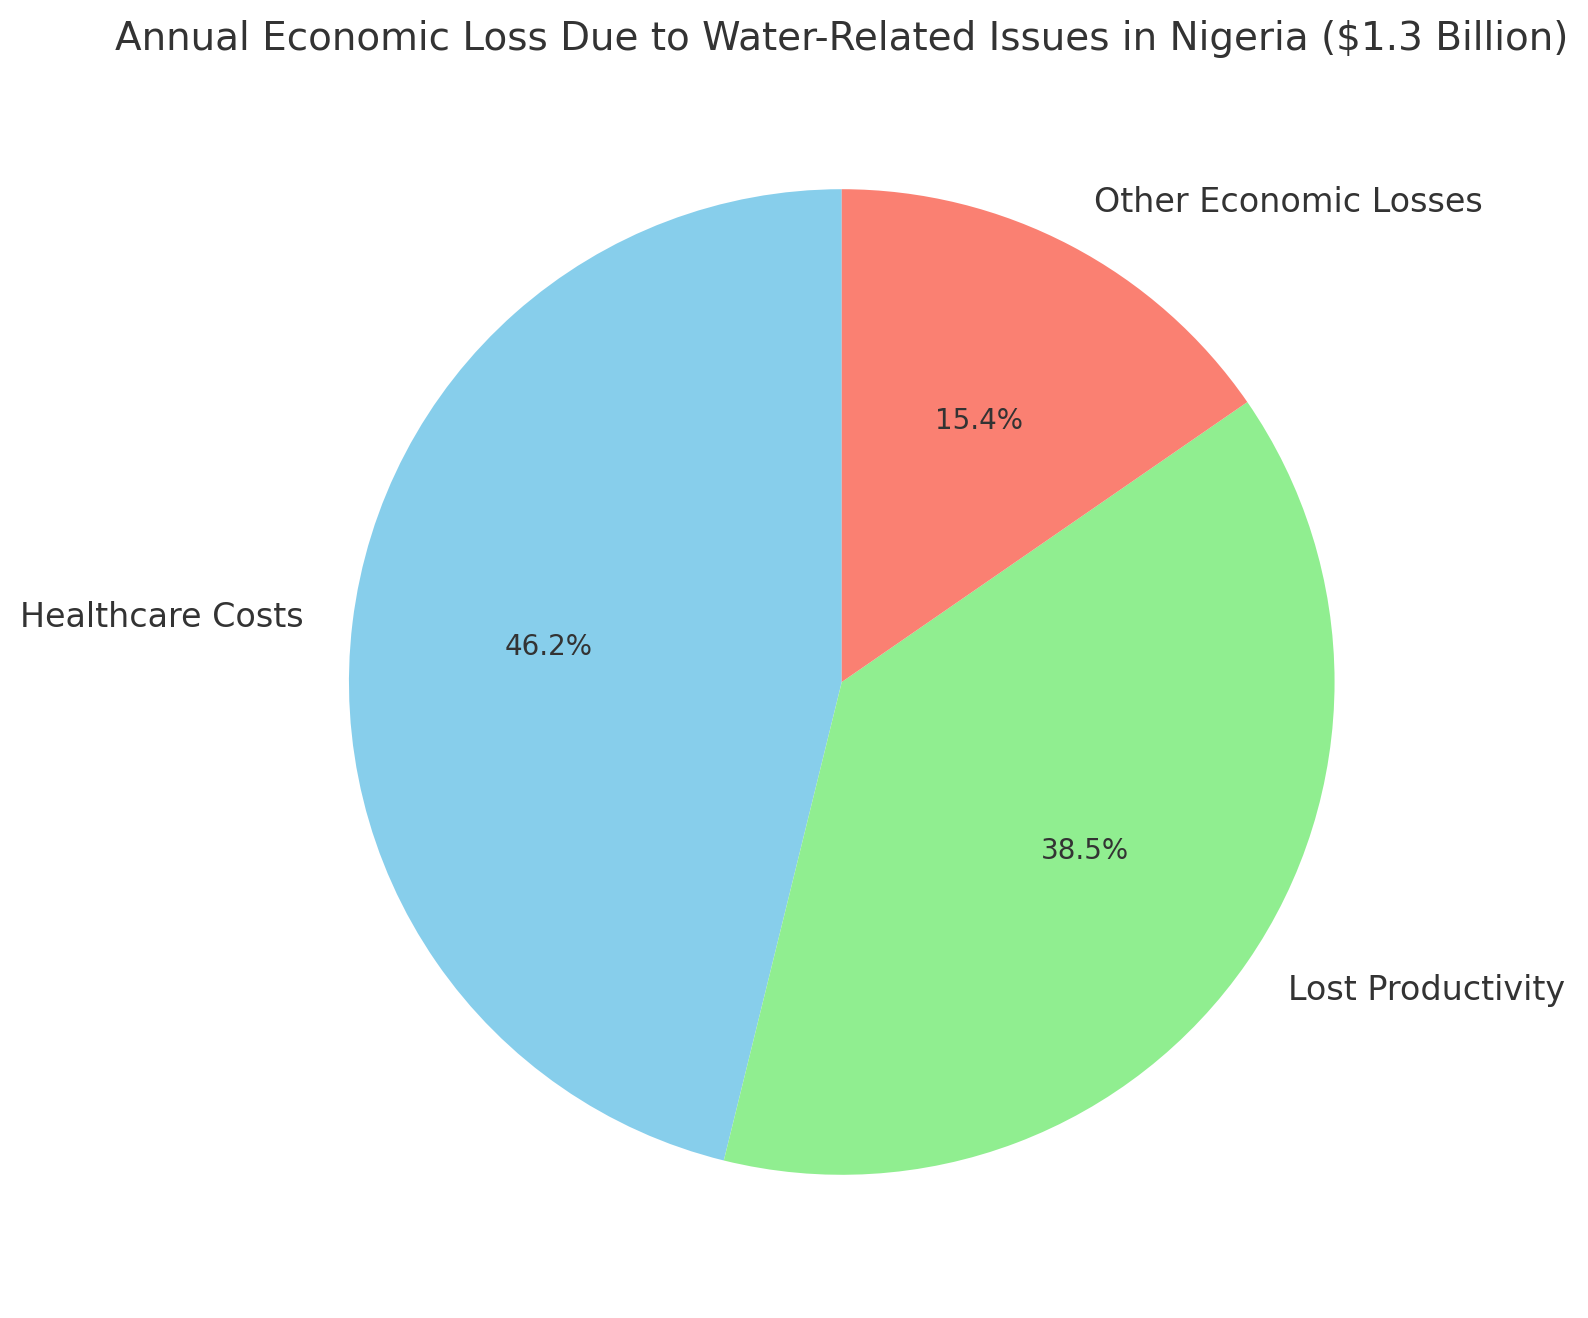 Annual Economic Loss Due to Water-Related Issues in Nigeria ($1.3 Billion)
Other Economic Losses
15.4%
Healthcare Costs
46.2%
38.5%
Lost Productivity